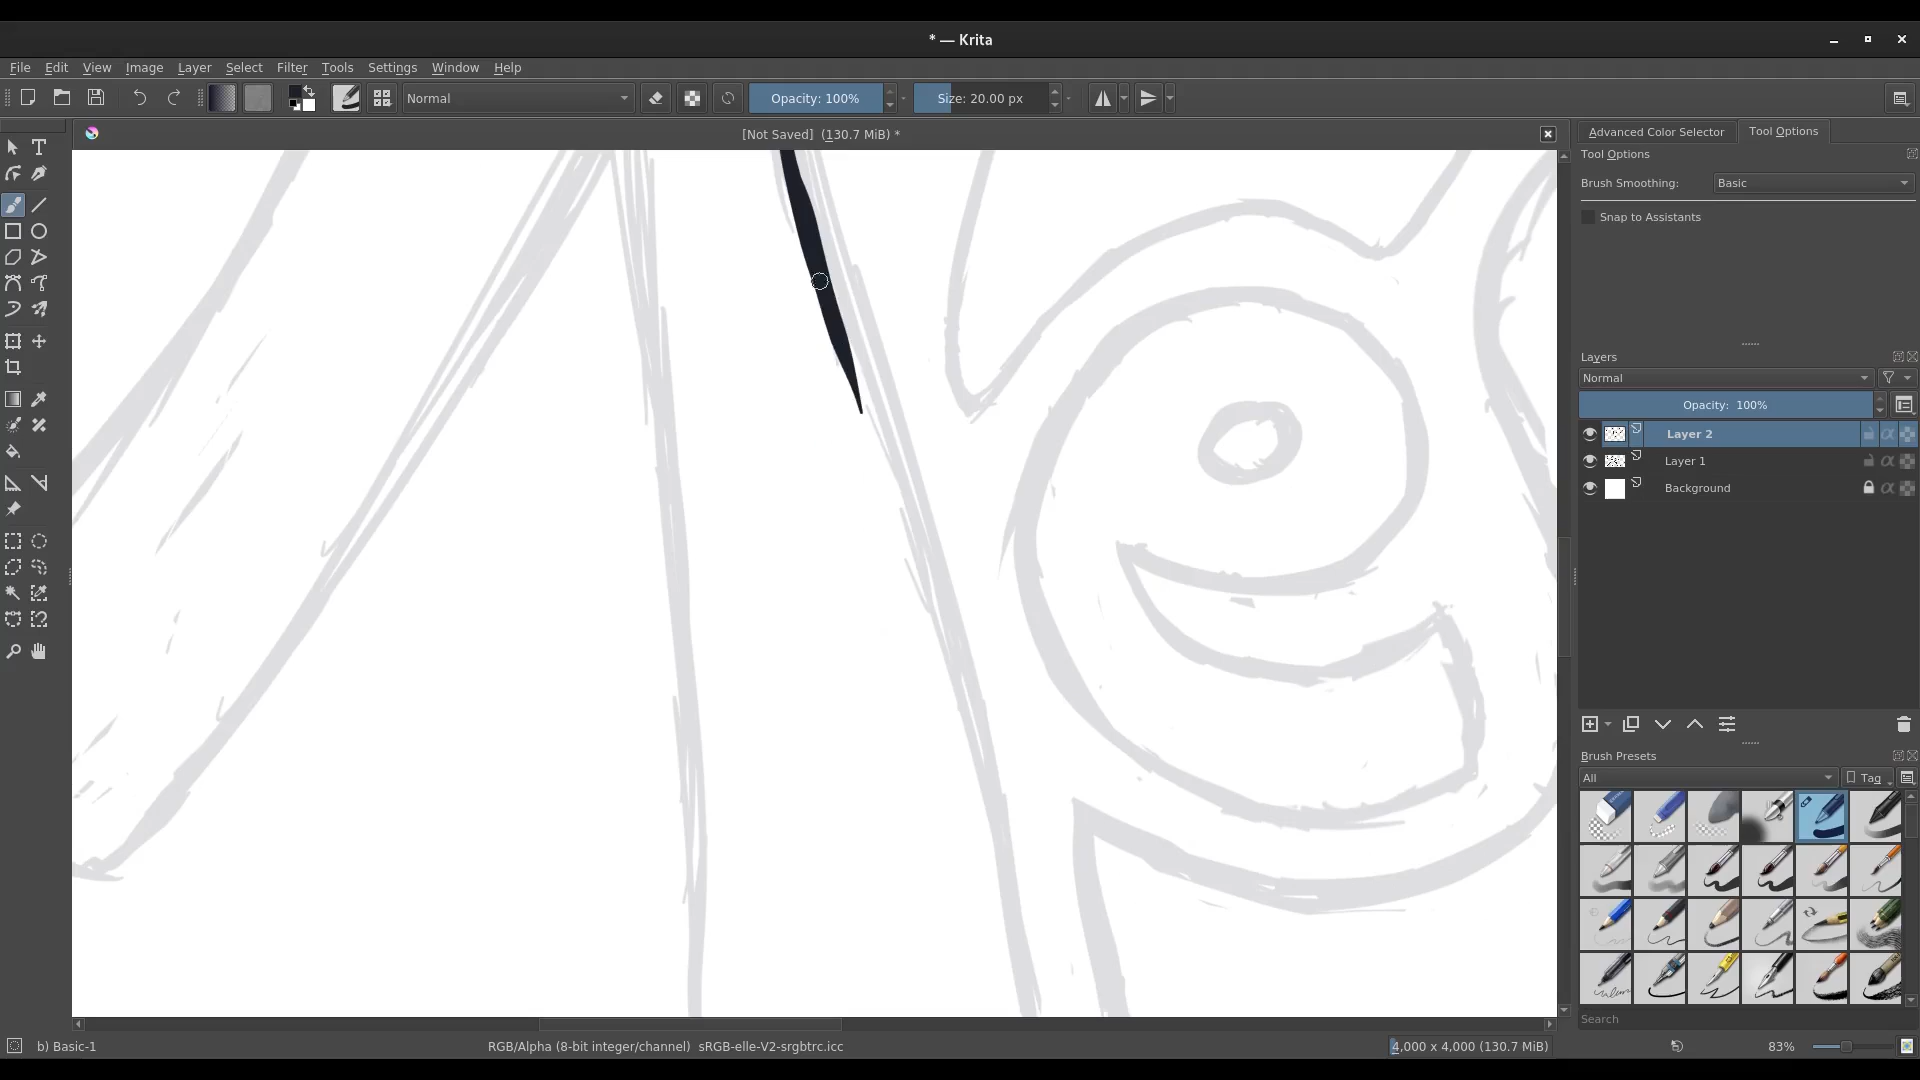 * — Krita
File Edit View Image Layer Select Filter Tools Settings Window Help
Normal Opacity: 100% Size: 20.00 px
[Not Saved] (130.7 MiB) *
Advanced Color Selector Tool Options
Tool Options
Brush Smoothing: Basic
Snap to Assistants
Layers
Normal
Opacity: 100%
Layer 2
Layer 1
Background
Brush Presets
All Tag
Search
b) Basic-1 RGB/Alpha (8-bit integer/channel) sRGB-elle-V2-srgbtrc.icc 4,000 x 4,000 (130.7 MiB) 83%